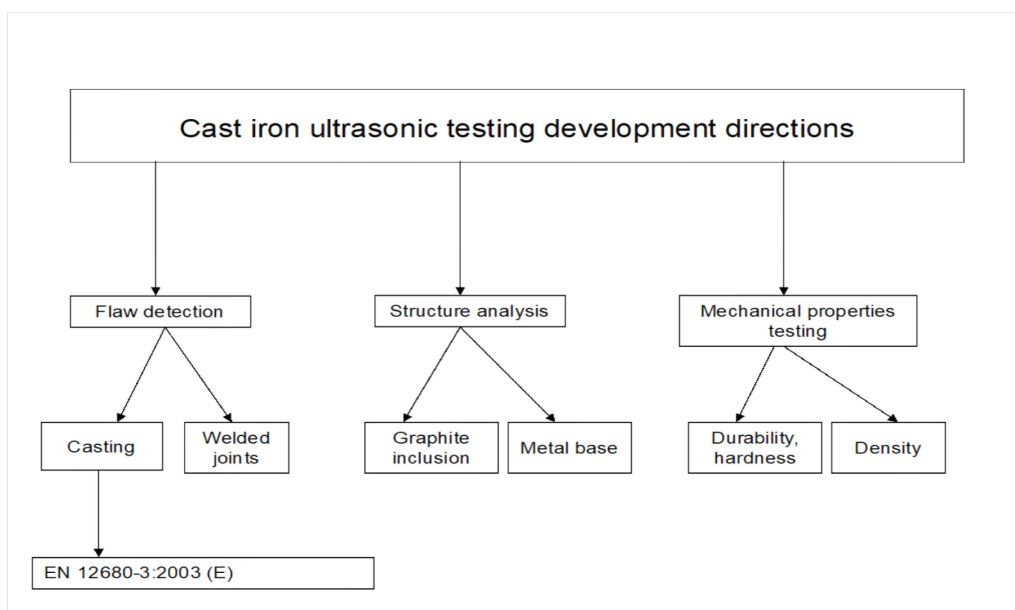 Cast iron ultrasonic testing development directions
Flaw detection
Structure analysis
Mechanical properties
testing
Casting
Welded
joints
Graphite
inclusion
Metal base
Durability,
hardness
Density
EN 12680-3:2003 (E)